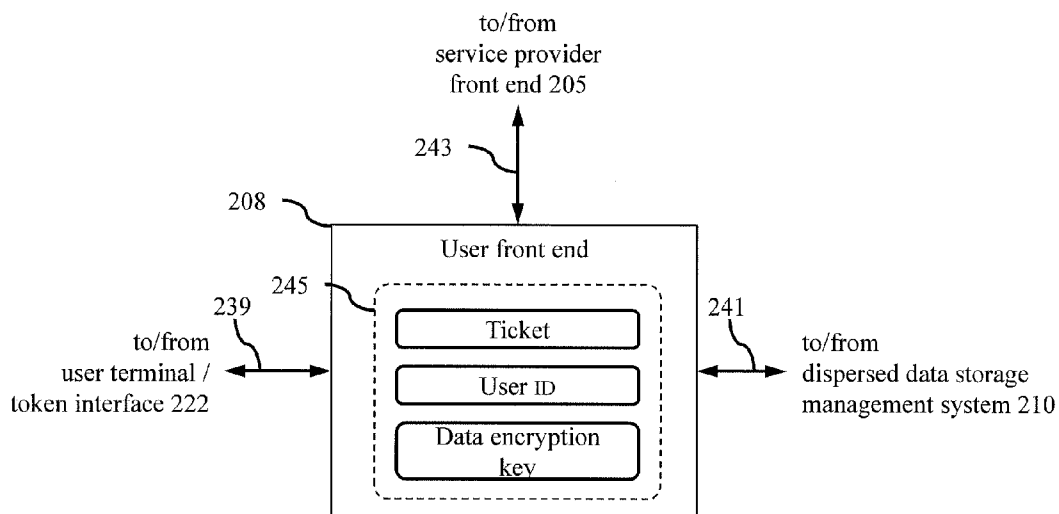 to/from
service provider
front end 205
243
208
User front end
245
Ticket
User ID
Data encryption
key
239
to/from
user terminal /
token interface 222
241
to/from
dispersed data storage
management system 210